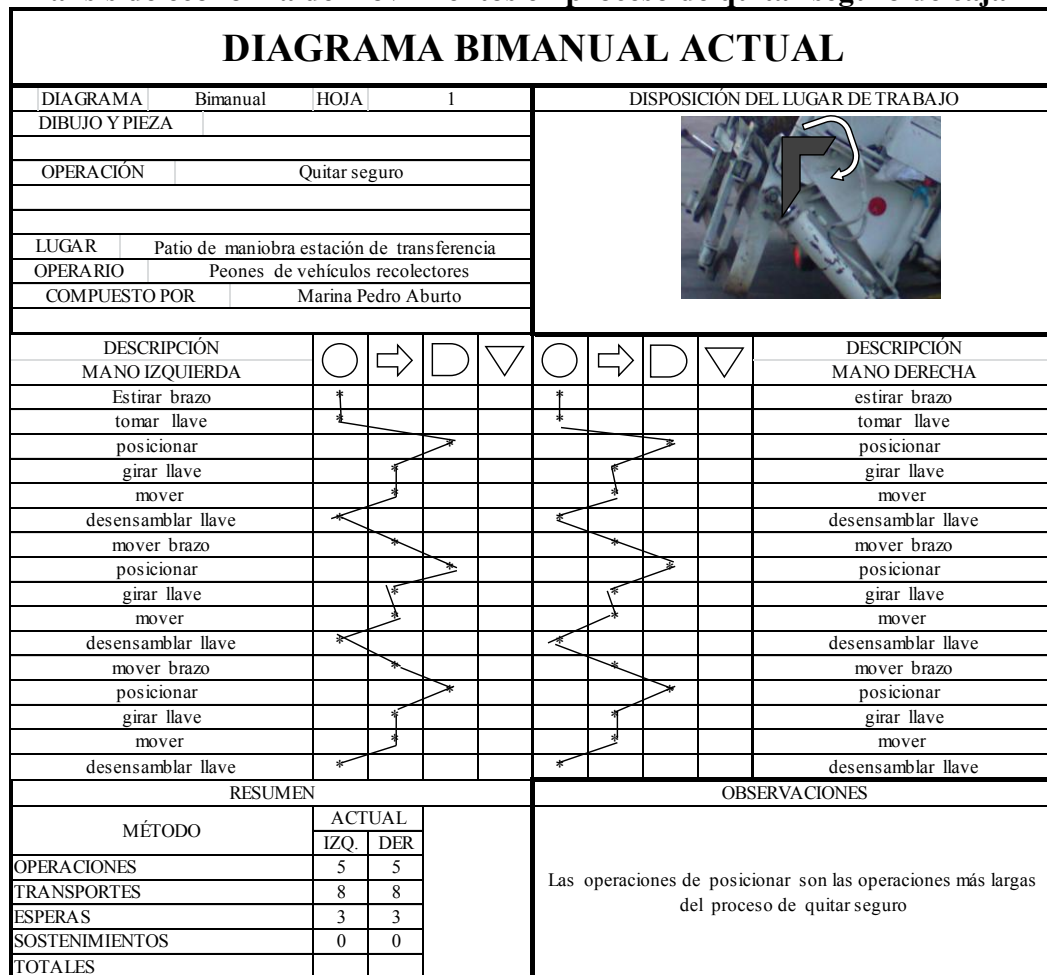 DIAGRAMA BIMANUAL ACTUAL
DIAGRAMA Bimanual HOJA 1
DIBUJO Y PIEZA
OPERACIÓN Quitar seguro
LUGAR Patio de maniobra estación de transferencia
OPERARIO Peones de vehículos recolectores
COMPUESTO POR Marina Pedro Aburto
DISPOSICIÓN DEL LUGAR DE TRABAJO
DESCRIPCIÓN DESCRIPCIÓN
MANO IZQUIERDA MANO DERECHA
Estirar brazo * * estirar brazo
tomar llave * * tomar llave
posicionar * * posicionar
girar llave * * girar llave
mover * * mover
desensamblar llave * * desensamblar llave
mover brazo * * mover brazo
posicionar * * posicionar
girar llave * * girar llave
mover * * mover
desensamblar llave * * desensamblar llave
mover brazo * * mover brazo
posicionar * * posicionar
girar llave * * girar llave
mover * * mover
desensamblar llave * * desensamblar llave
RESUMEN
MÉTODO ACTUAL
IZQ. DER
OPERACIONES 5 5
TRANSPORTES 8 8
ESPERAS 3 3
SOSTENIMIENTOS 0 0
TOTALES
OBSERVACIONES
Las operaciones de posicionar son las operaciones más largas
del proceso de quitar seguro